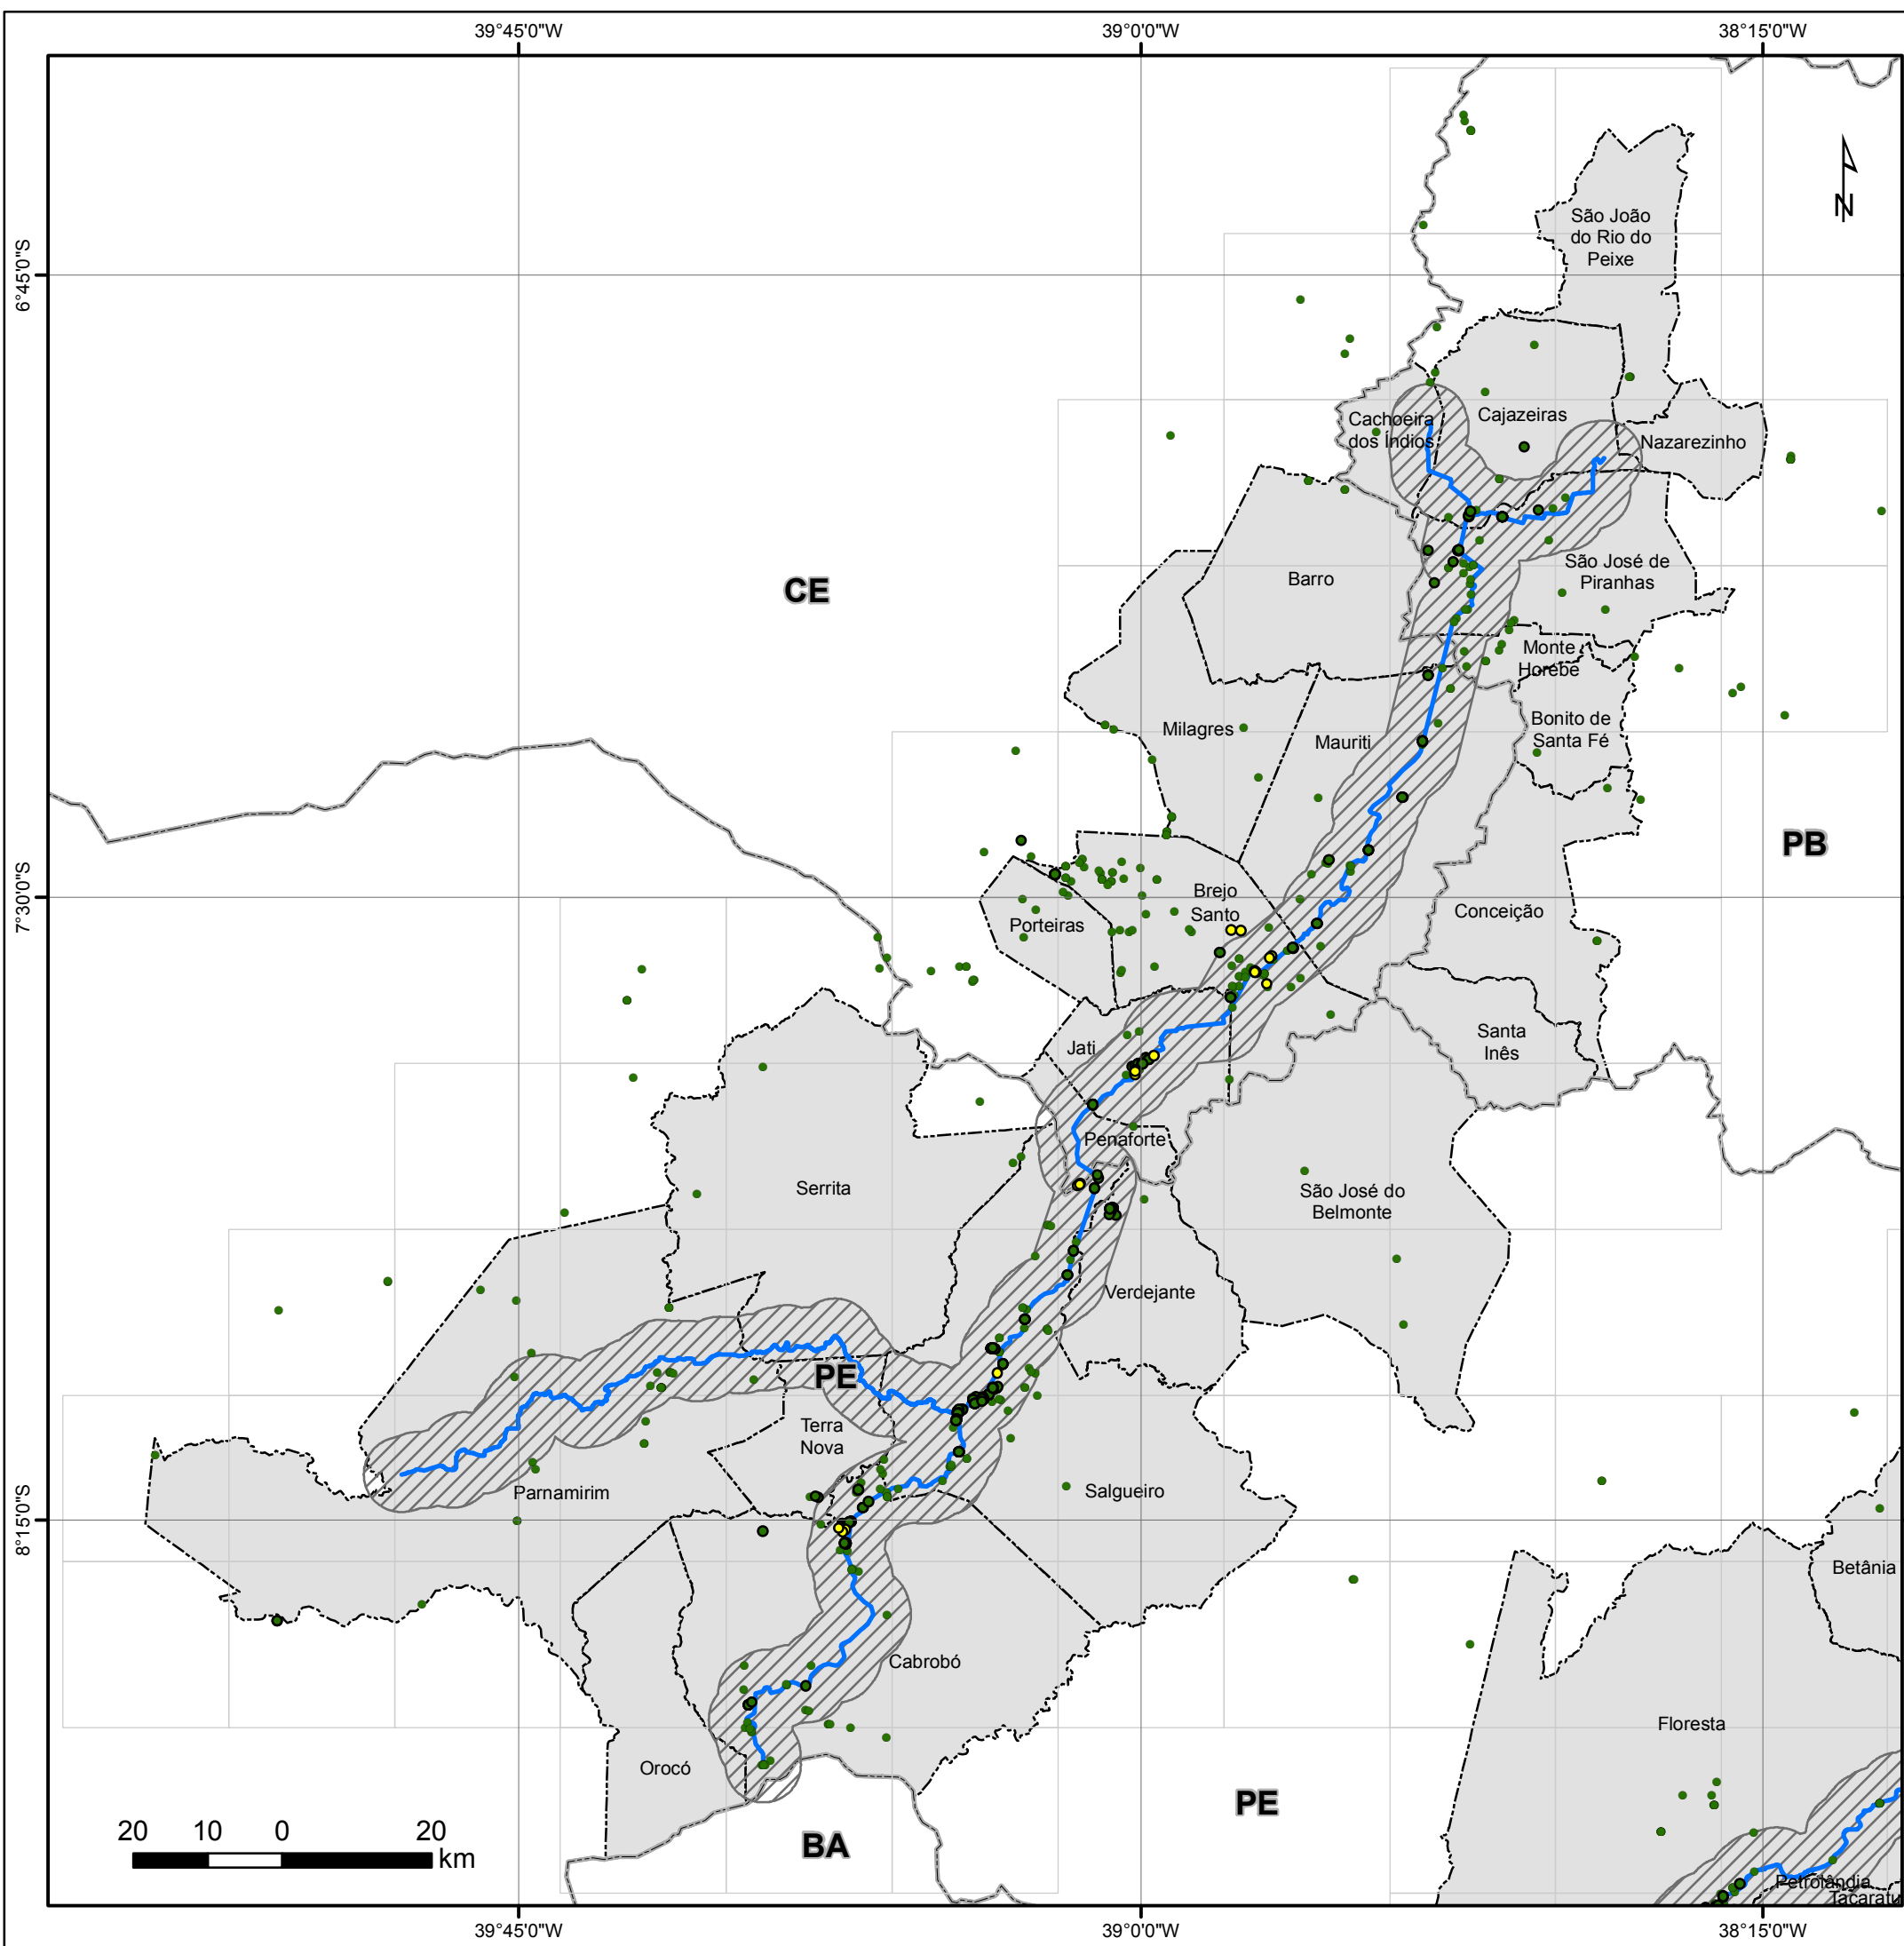 39°45'0"W
39°0'0"W
38°15'0"W
6°45'0"S
7°30'0"S
8°15'0"S
N
São João
do Rio do
Peixe
Cachoeira
dos Índios
Cajazeiras
Nazarezinho
Barro
São José de
Piranhas
CE
Monte
Horebe
Milagres
Mauriti
Bonito de
Santa Fé
PB
Brejo
Santo
Porteiras
Conceição
Jati
Santa
Inês
Penaforte
Serrita
São José do
Belmonte
Verdejante
PE
Terra
Nova
Parnamirim
Salgueiro
Betânia
Cabrobó
Floresta
Orocó
PE
BA
Petrolândia
Tacaratu
20 10 0 20
km
39°45'0"W
39°0'0"W
38°15'0"W